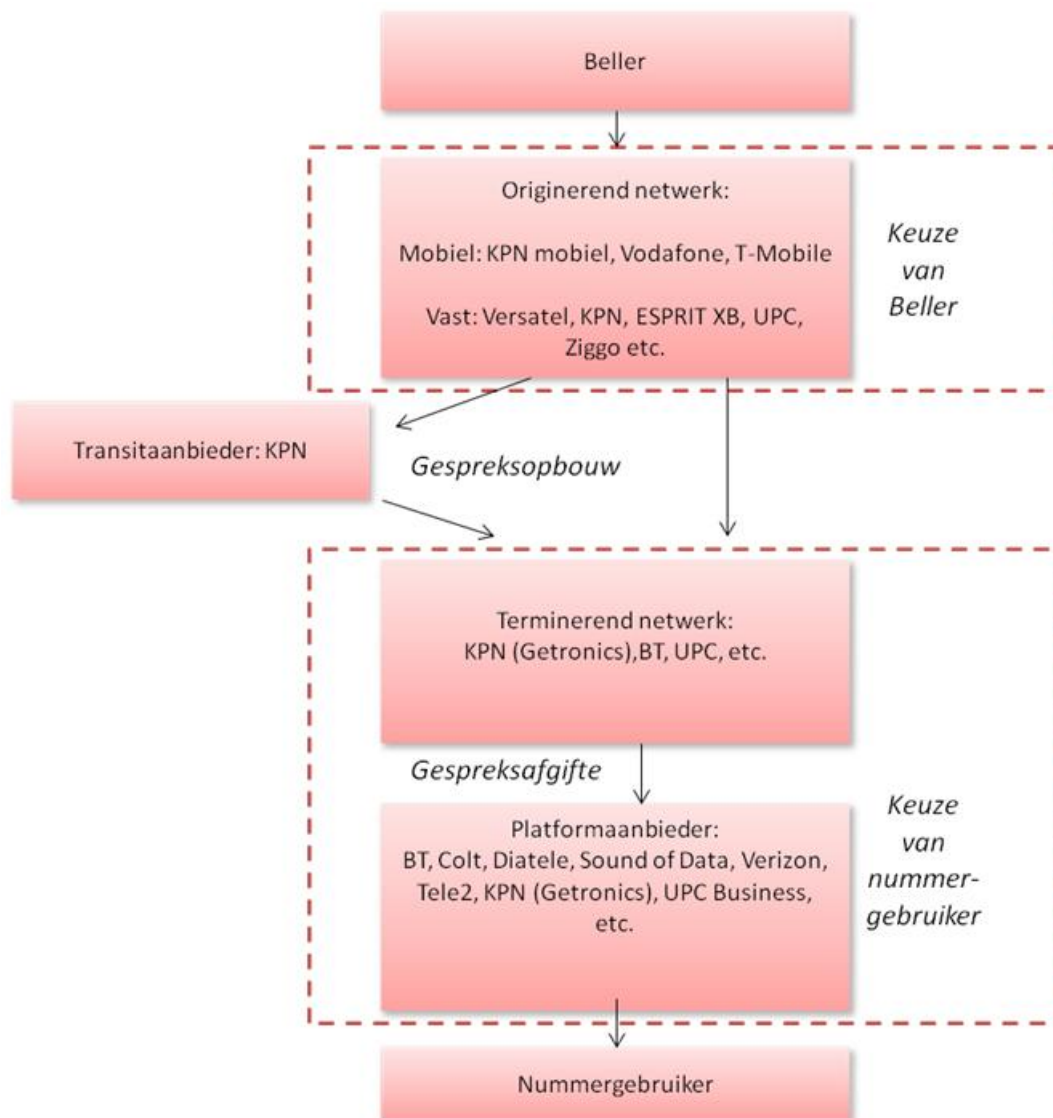 Beller
Originerend netwerk:
Mobiel: KPN mobiel, Vodafone, T-Mobile
Vast: Versatel, KPN, ESPRIT XB, UPC,
Ziggo etc.
Keuze
van
Beller
Transitaanbieder: KPN
Gespreksopbouw
Terminerend netwerk:
KPN (Getronics),BT, UPC, etc.
Gespreksafgifte
Platformaanbieder:
BT, Colt, Diatele, Sound of Data, Verizon,
Tele2, KPN (Getronics), UPC Business,
etc.
Keuze
van
nummer-
gebruiker
Nummergebruiker